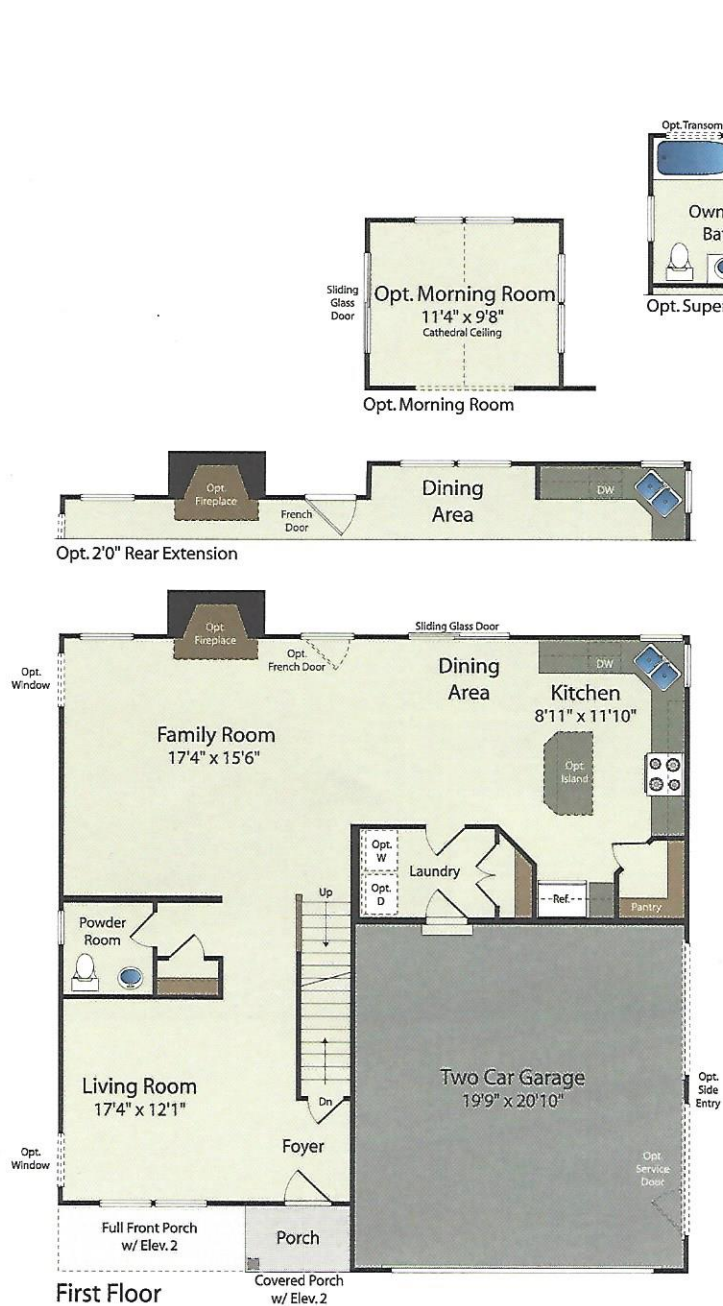 Opt. Transom
Own
Ba
Opt. Super
Sliding
Glass
Door
Opt. Morning Room
11'4" x 9'8"
Cathedral Ceiling
Opt. Morning Room
Opt.
Fireplace
French
Door
Dining
Area
DW
Opt. 2'0" Rear Extension
Opt.
Window
Opt.
Fireplace
Opt.
French Door
Sliding Glass Door
Dining
Area
DW
Kitchen
8'11" x 11'10"
Family Room
17'4" x 15'6"
Opt.
Island
Opt.
W
Opt.
D
Laundry
Ref.
Pantry
Up
Powder
Room
Living Room
17'4" x 12'1"
Dn
Foyer
Two Car Garage
19'9" x 20'10"
Opt.
Side
Entry
Opt.
Service
Door
Opt.
Window
Full Front Porch
w/ Elev. 2
Porch
Covered Porch
w/ Elev. 2
First Floor